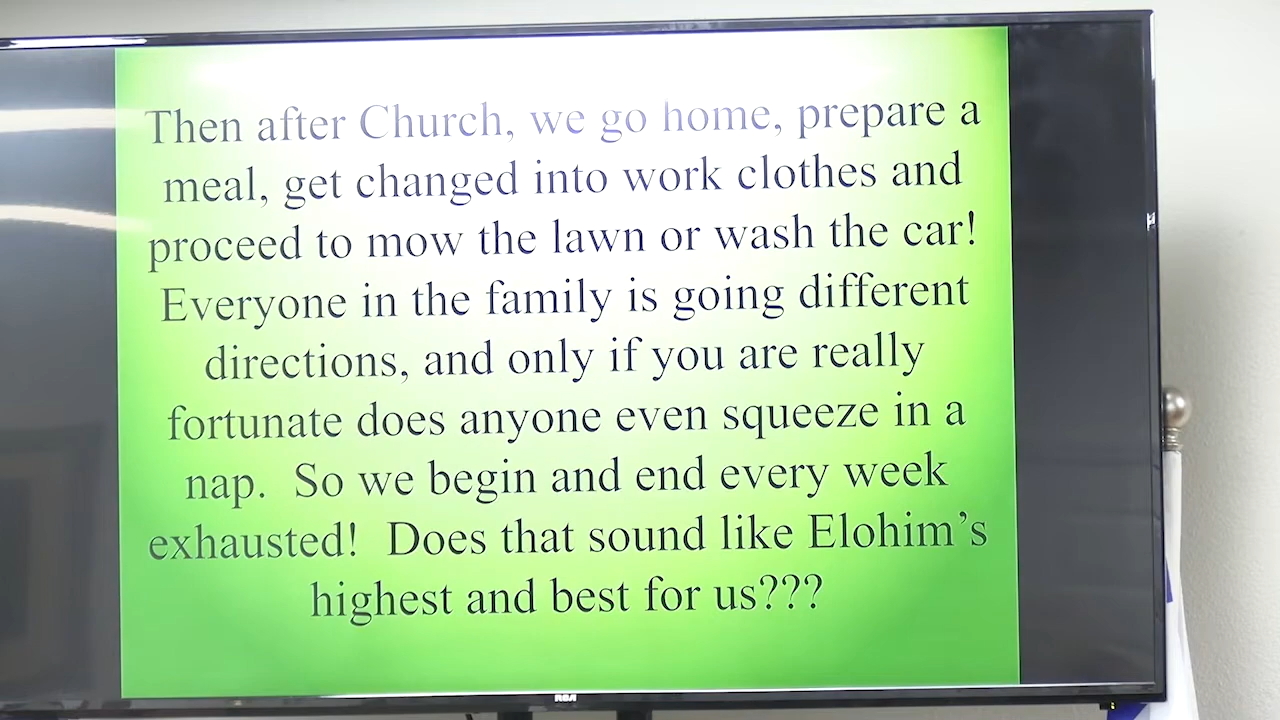 Then after Church, we go home, prepare a
meal, get changed into work clothes and
proceed to mow the lawn or wash the car!
Everyone in the family is going different
directions, and only if you are really
fortunate does anyone even squeeze in a
nap.  So we begin and end every week
exhausted!  Does that sound like Elohim’s
highest and best for us???
RCA